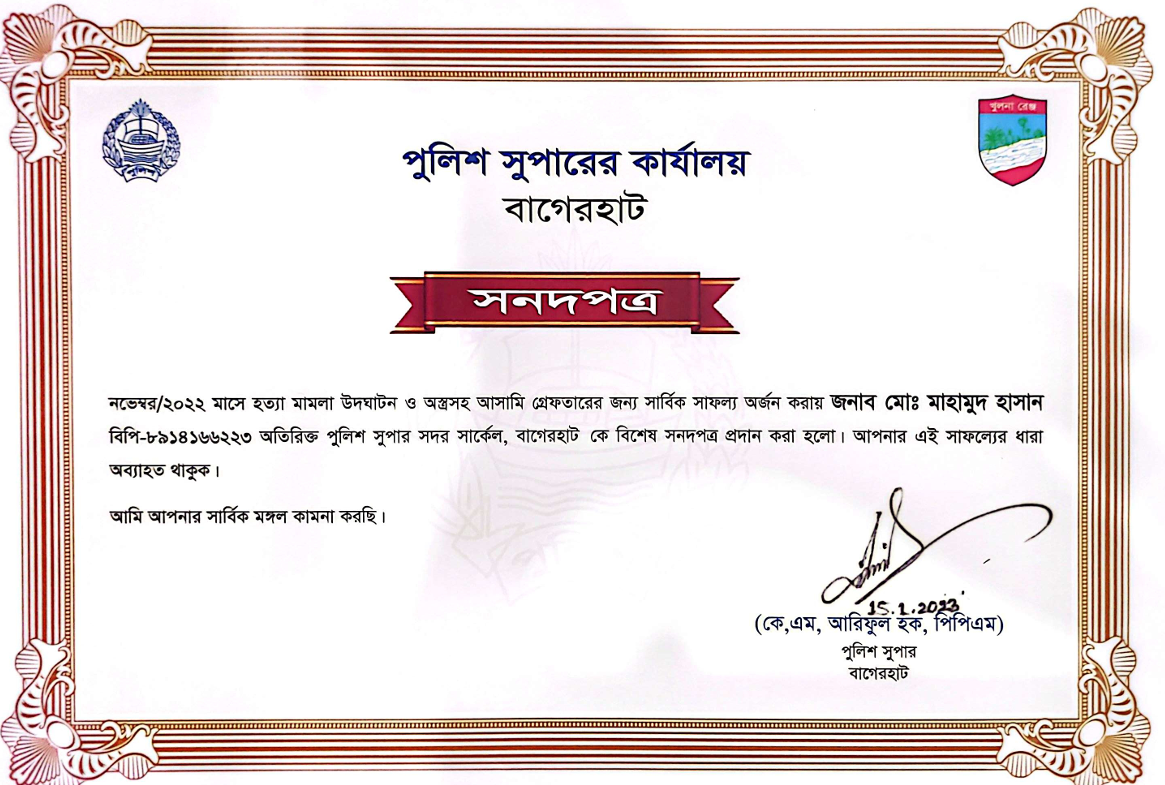 পুলিশ
খুলনা রেঞ্জ
পুলিশ সুপারের কার্যালয়
বাগেরহাট
সনদপত্র
নভেম্বর/২০২২ মাসে হত্যা মামলা উদঘাটন ও অস্ত্রসহ আসামি গ্রেফতারের জন্য সার্বিক সাফল্য অর্জন করায় জনাব মোঃ মাহামুদ হাসান
বিপি-৮৯১৪১৬৬২২৩ অতিরিক্ত পুলিশ সুপার সদর সার্কেল, বাগেরহাট কে বিশেষ সনদপত্র প্রদান করা হলো। আপনার এই সাফল্যের ধারা
অব্যাহত থাকুক।
আমি আপনার সার্বিক মঙ্গল কামনা করছি।
15.1.2023
(কে,এম, আরিফুল হক, পিপিএম)
পুলিশ সুপার
বাগেরহাট